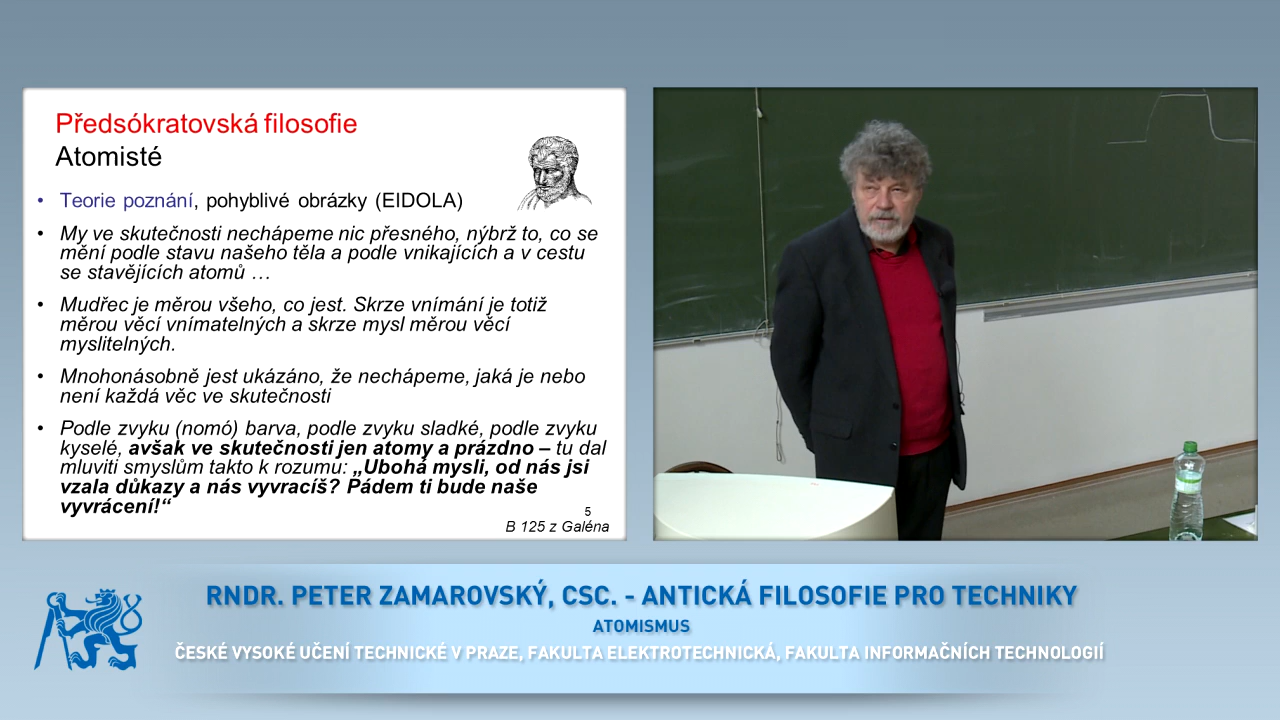 Předsókratovská filosofie
Atomisté
• Teorie poznání, pohyblivé obrázky (EIDOLA)
• My ve skutečnosti nechápeme nic přesného, nýbrž to, co se
mění podle stavu našeho těla a podle vnikajících a v cestu
se stavějících atomů …
• Mudřec je měrou všeho, co jest. Skrze vnímání je totiž
měrou věcí vnímatelných a skrze mysl měrou věcí
myslitelných.
• Mnohonásobně jest ukázáno, že nechápeme, jaká je nebo
není každá věc ve skutečnosti
• Podle zvyku (nomó) barva, podle zvyku sladké, podle zvyku
kyselé, avšak ve skutečnosti jen atomy a prázdno – tu dal
mluviti smyslům takto k rozumu: „Ubohá mysli, od nás jsi
vzala důkazy a nás vyvracíš? Pádem ti bude naše
vyvrácení!“
5
B 125 z Galéna
RNDR. PETER ZAMAROVSKÝ, CSC. - ANTICKÁ FILOSOFIE PRO TECHNIKY
ATOMISMUS
ČESKÉ VYSOKÉ UČENÍ TECHNICKÉ V PRAZE, FAKULTA ELEKTROTECHNICKÁ, FAKULTA INFORMAČNÍCH TECHNOLOGIÍ